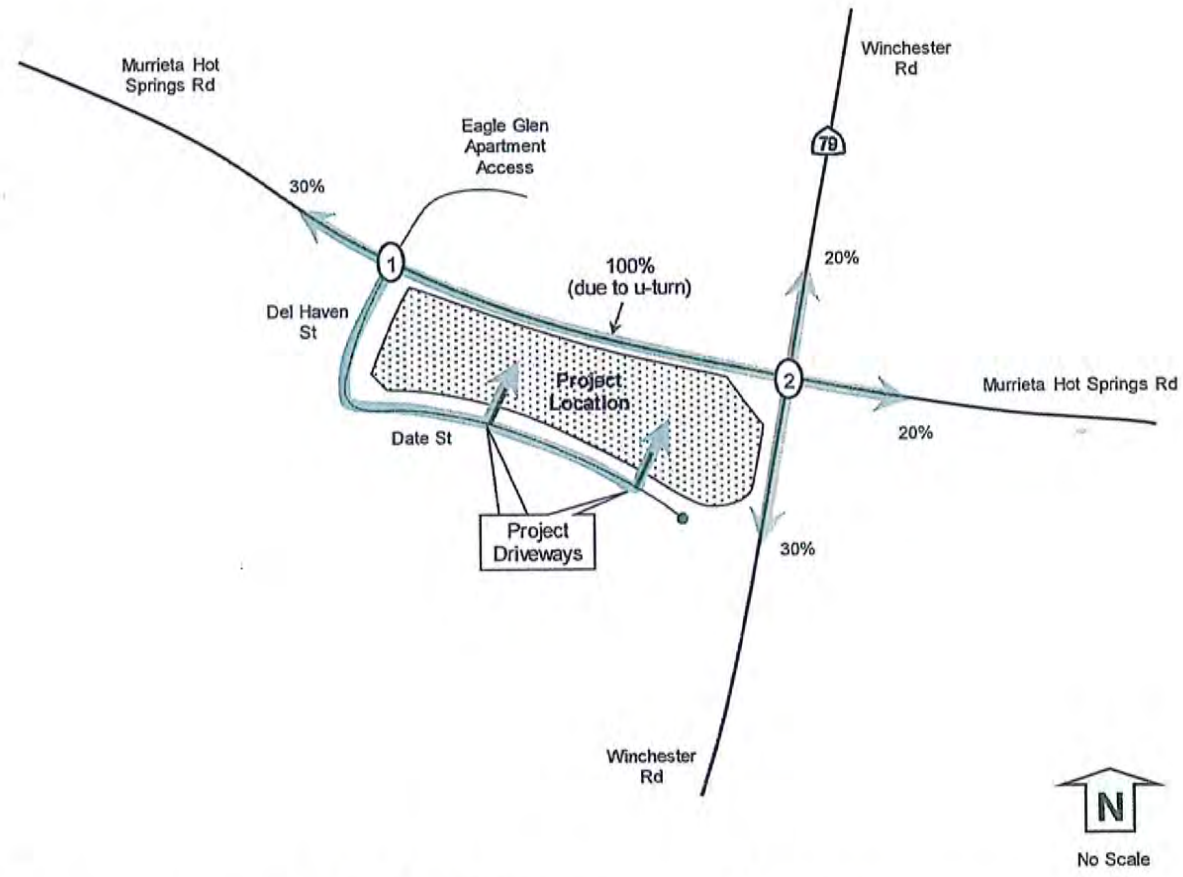 Winchester
Rd
Murrieta Hot
Springs Rd
79
Eagle Glen
Apartment
Access
30%
1
20%
100%
(due to u-turn)
Del Haven
St
2
Project
Location
Murrieta Hot Springs Rd
20%
Date St
Project
Driveways
30%
Winchester
Rd
N
No Scale